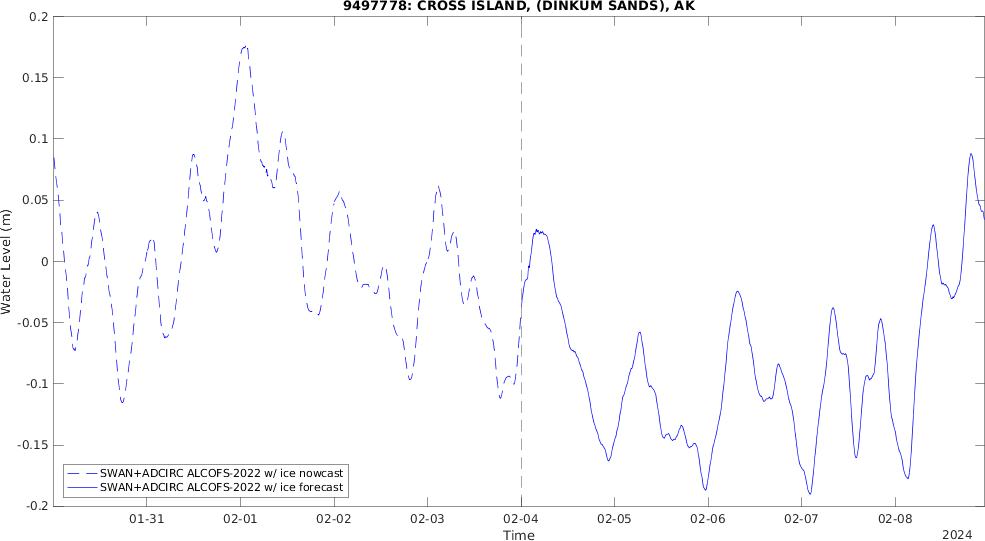 9497778: CROSS ISLAND, (DINKUM SANDS), AK
0.2
0.15
0.1
0.05
0
-0.05
-0.1
-0.15
-0.2
Water Level (m)
SWAN+ADCIRC ALCOFS-2022 w/ ice nowcast
SWAN+ADCIRC ALCOFS-2022 w/ ice forecast
01-31 02-01 02-02 02-03 02-04 02-05 02-06 02-07 02-08
Time
2024